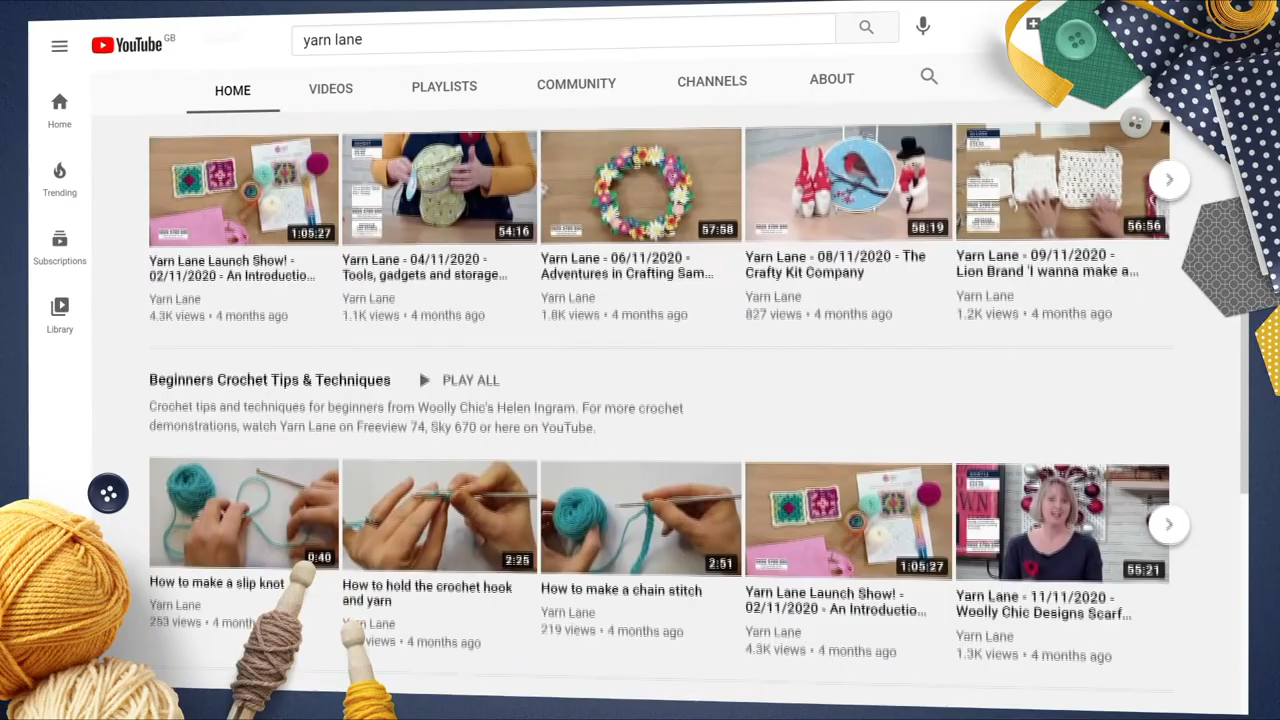 YouTube GB
yarn lane
HOME VIDEOS PLAYLISTS COMMUNITY CHANNELS ABOUT
Home
Trending
Subscriptions
Library
1:05:27
54:16
57:58
58:19
56:56
Yarn Lane Launch Show! -
02/11/2020 - An Introductio...
Yarn Lane
4.3K views • 4 months ago
Yarn Lane - 04/11/2020 -
Tools, gadgets and storage...
Yarn Lane
1.1K views • 4 months ago
Yarn Lane - 06/11/2020 -
Adventures in Crafting Sam...
Yarn Lane
1.8K views • 4 months ago
Yarn Lane - 08/11/2020 - The
Crafty Kit Company
Yarn Lane
827 views • 4 months ago
Yarn Lane - 09/11/2020 -
Lion Brand 'I wanna make a...
Yarn Lane
1.2K views • 4 months ago
Beginners Crochet Tips & Techniques PLAY ALL
Crochet tips and techniques for beginners from Woolly Chic's Helen Ingram. For more crochet
demonstrations, watch Yarn Lane on Freeview 74, Sky 670 or here on YouTube.
0:40
2:25
2:51
1:05:27
55:21
How to make a slip knot
Yarn Lane
253 views • 4 months
How to hold the crochet hook
and yarn
Lane
views • 4 months ago
How to make a chain stitch
Yarn Lane
219 views • 4 months ago
Yarn Lane Launch Show! -
02/11/2020 - An Introductio...
Yarn Lane
4.3K views • 4 months ago
Yarn Lane - 11/11/2020 -
Woolly Chic Designs Scarf...
Yarn Lane
1.3K views • 4 months ago